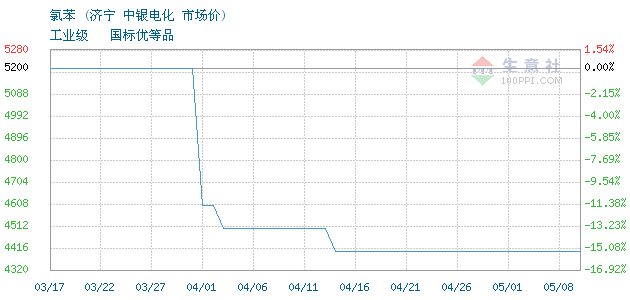 氯苯 (济宁 中银电化 市场价)
工业级 国标优等品
5280 1.54%
5200 0.00%
5088 -2.15%
4992 -4.00%
4896 -5.85%
4800 -7.69%
4704 -9.54%
4608 -11.38%
4512 -13.23%
4416 -15.08%
4320 -16.92%
生意社
100PPI.COM
03/17 03/22 03/27 04/01 04/06 04/11 04/16 04/21 04/26 05/01 05/08